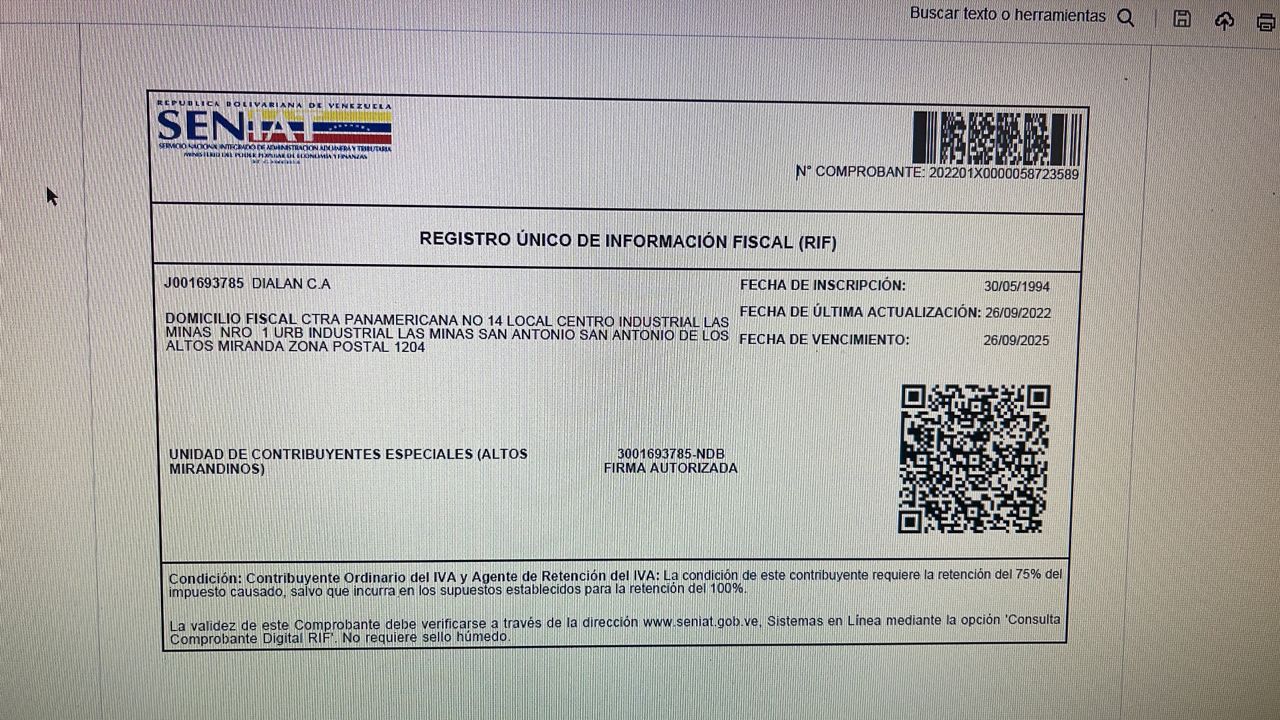 Buscar texto o herramientas
REPUBLICA BOLIVARIANA DE VENEZUELA
SENIAT
SERVICIO NACIONAL INTEGRADO DE ADMINISTRACION ADUANERA Y TRIBUTARIA
MINISTERIO DEL PODER POPULAR DE ECONOMIA Y FINANZAS
N° COMPROBANTE: 202201X0000058723589
REGISTRO ÚNICO DE INFORMACIÓN FISCAL (RIF)
J001693785 DIALAN C.A
DOMICILIO FISCAL CTRA PANAMERICANA NO 14 LOCAL CENTRO INDUSTRIAL LAS
MINAS NRO 1 URB INDUSTRIAL LAS MINAS SAN ANTONIO SAN ANTONIO DE LOS
ALTOS MIRANDA ZONA POSTAL 1204
FECHA DE INSCRIPCIÓN: 30/05/1994
FECHA DE ÚLTIMA ACTUALIZACIÓN: 26/09/2022
FECHA DE VENCIMIENTO: 26/09/2025
UNIDAD DE CONTRIBUYENTES ESPECIALES (ALTOS
MIRANDINOS)
3001693785-NDB
FIRMA AUTORIZADA
Condición: Contribuyente Ordinario del IVA y Agente de Retención del IVA: La condición de este contribuyente requiere la retención del 75% del
impuesto causado, salvo que incurra en los supuestos establecidos para la retención del 100%.
La validez de este Comprobante debe verificarse a través de la dirección www.seniat.gob.ve, Sistemas en Línea mediante la opción 'Consulta
Comprobante Digital RIF'. No requiere sello húmedo.